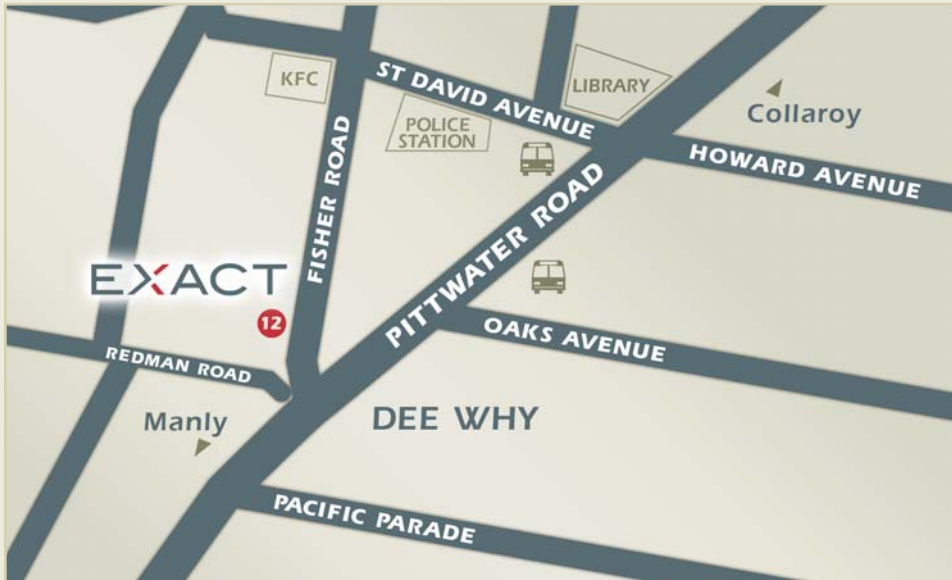 KFC
ST DAVID AVENUE
LIBRARY
POLICE
STATION
Collaroy
HOWARD AVENUE
FISHER ROAD
PITTWATER ROAD
EXACT
12
OAKS AVENUE
REDMAN ROAD
Manly
DEE WHY
PACIFIC PARADE